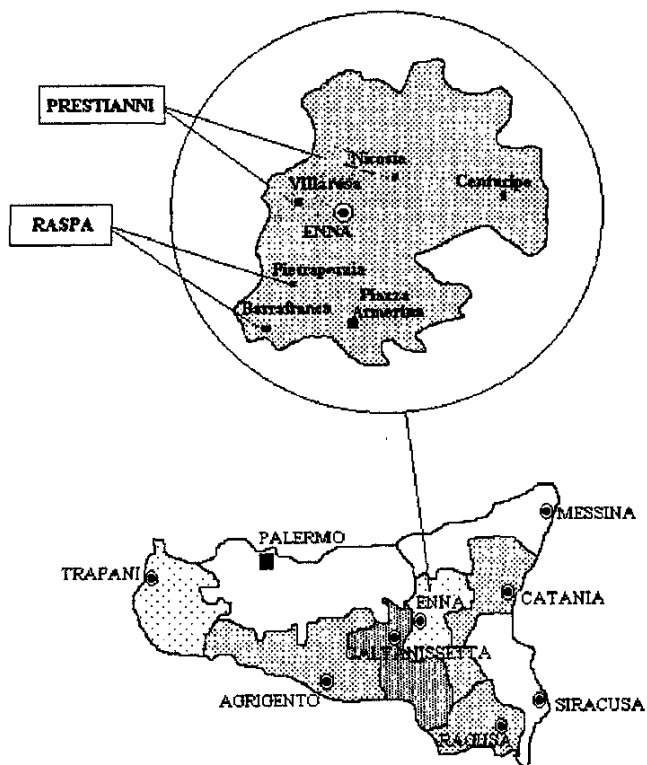 PRESTIANNI
Nicosia
Villarosa
Centuripe
RASPA
ENNA
Pietraperzia
Barrafranca
Piazza
Armerina
MESSINA
PALERMO
TRAPANI
ENNA
CATANIA
CALTANISSETTA
AGRIGENTO
SIRACUSA
RAGUSA